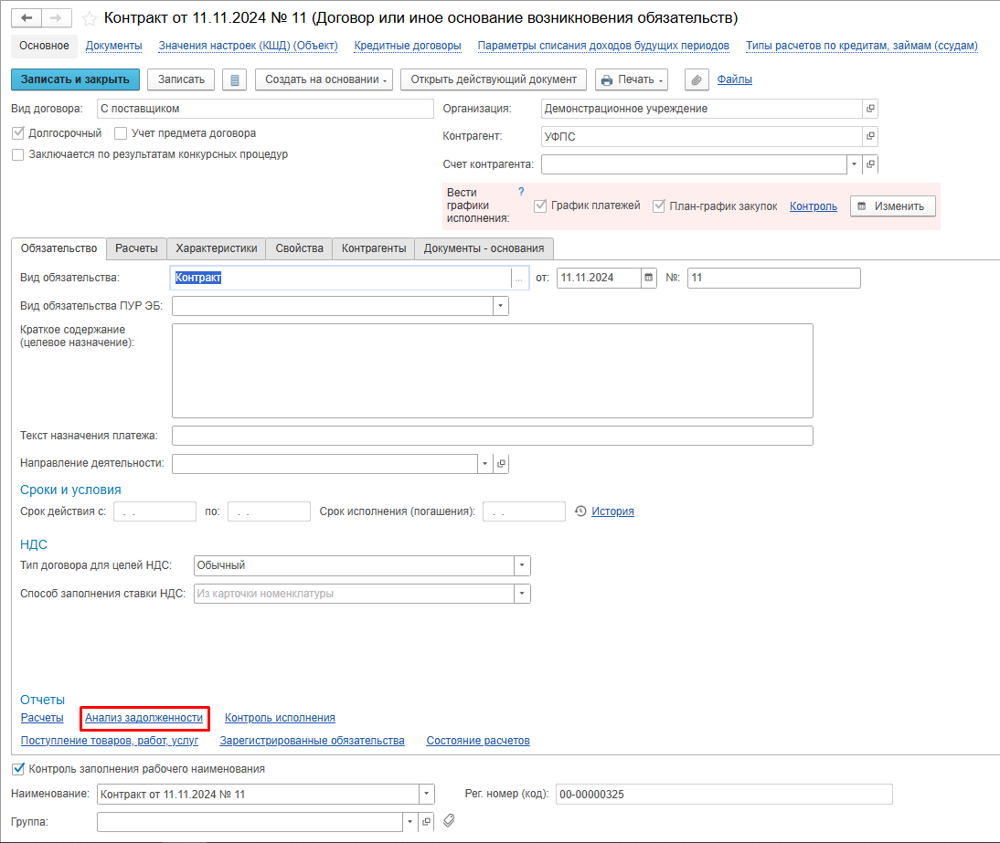 Контракт от 11.11.2024 № 11 (Договор или иное основание возникновения обязательств)
Основное Документы Значения настроек (КШД) (Объект) Кредитные договоры Параметры списания доходов будущих периодов Типы расчетов по кредитам, займам (ссудам)
Записать и закрыть Записать Создать на основании Открыть действующий документ Печать Файлы
Вид договора: С поставщиком Организация: Демонстрационное учреждение
Долгосрочный Учет предмета договора Контрагент: УФПС
Заключается по результатам конкурсных процедур Счет контрагента:
Вести графики исполнения: ? График платежей План-график закупок Контроль Изменить
Обязательство Расчеты Характеристики Свойства Контрагенты Документы - основания
Вид обязательства: Контракт ... от: 11.11.2024 №: 11
Вид обязательства ПУР ЭБ:
Краткое содержание
(целевое назначение):
Текст назначения платежа:
Направление деятельности:
Сроки и условия
Срок действия с: . . по: . . Срок исполнения (погашения): . . История
НДС
Тип договора для целей НДС: Обычный
Способ заполнения ставки НДС: Из карточки номенклатуры
Отчеты
Расчеты Анализ задолженности Контроль исполнения
Поступление товаров, работ, услуг Зарегистрированные обязательства Состояние расчетов
Контроль заполнения рабочего наименования
Наименование: Контракт от 11.11.2024 № 11 Рег. номер (код): 00-00000325
Группа: